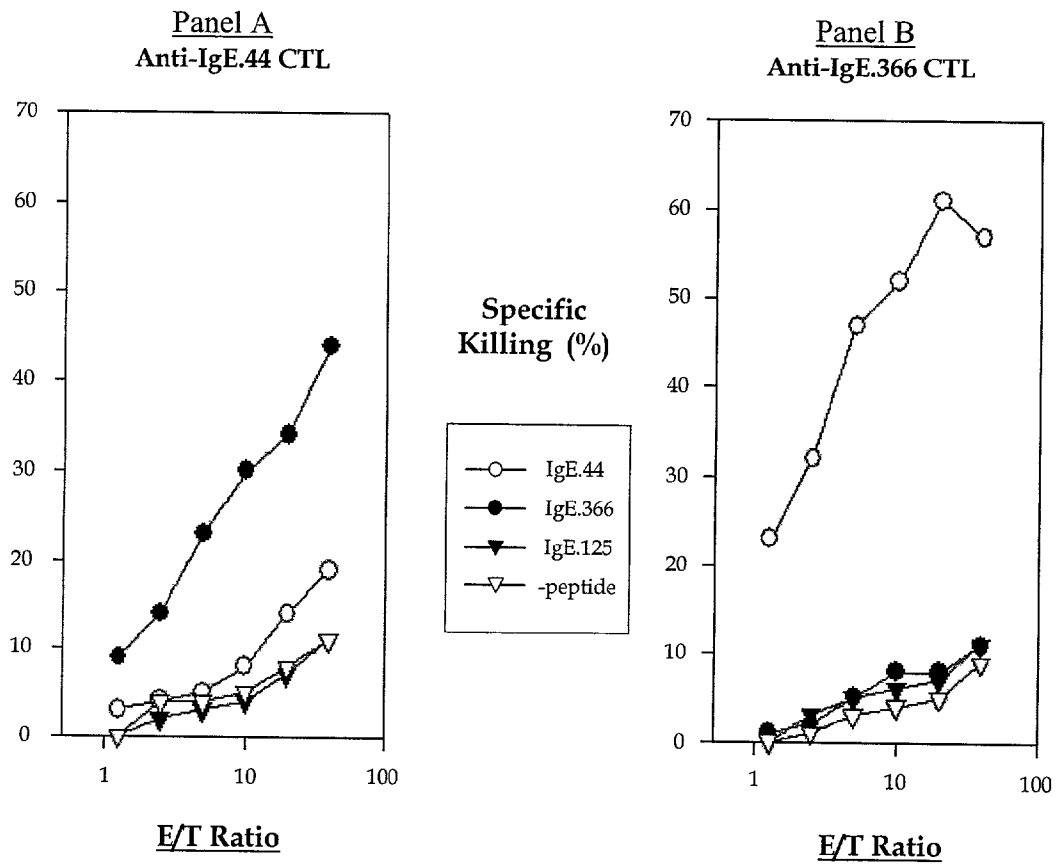 Panel A
Anti-IgE.44 CTL
70
60
50
40
30
20
10
0
1
10
100
E/T Ratio
Specific
Killing (%)
IgE.44
IgE.366
IgE.125
-peptide
Panel B
Anti-IgE.366 CTL
70
60
50
40
30
20
10
0
1
10
100
E/T Ratio